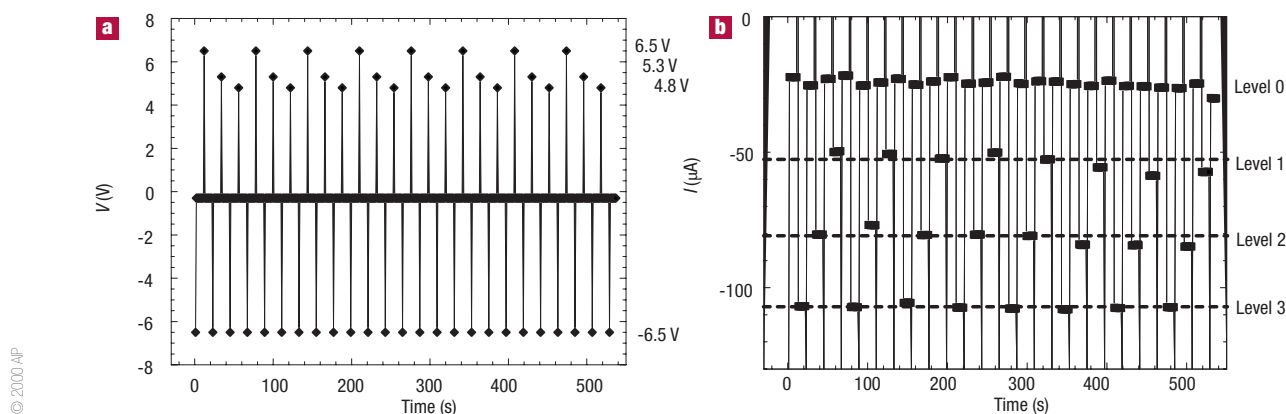 a
8
6
4
2
0
-2
-4
-6
-8
V (V)
0 100 200 300 400 500
Time (s)
6.5 V
5.3 V
4.8 V
-6.5 V
© 2000 AIP
b
0
-50
-100
I (µA)
0 100 200 300 400 500
Time (s)
Level 0
Level 1
Level 2
Level 3